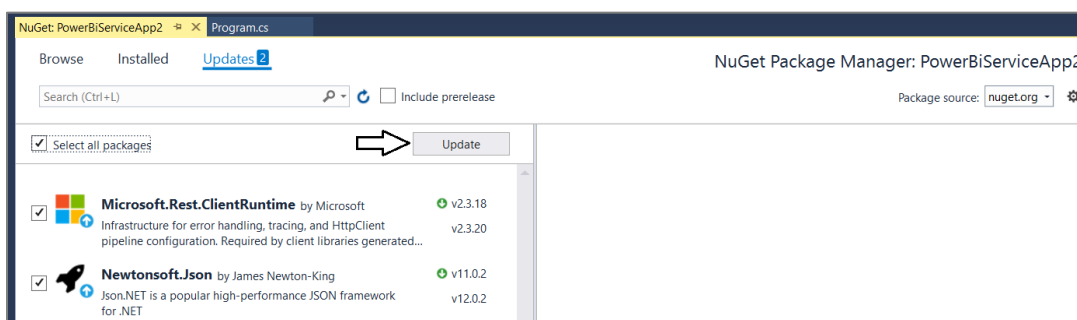 NuGet: PowerBiServiceApp2
Program.cs
Browse Installed Updates 2
NuGet Package Manager: PowerBiServiceApp2
Search (Ctrl+L)
Include prerelease
Package source: nuget.org
Select all packages
Update
Microsoft.Rest.ClientRuntime by Microsoft
v2.3.18
Infrastructure for error handling, tracing, and HttpClient
v2.3.20
pipeline configuration. Required by client libraries generated...
Newtonsoft.Json by James Newton-King
v11.0.2
Json.NET is a popular high-performance JSON framework
v12.0.2
for .NET